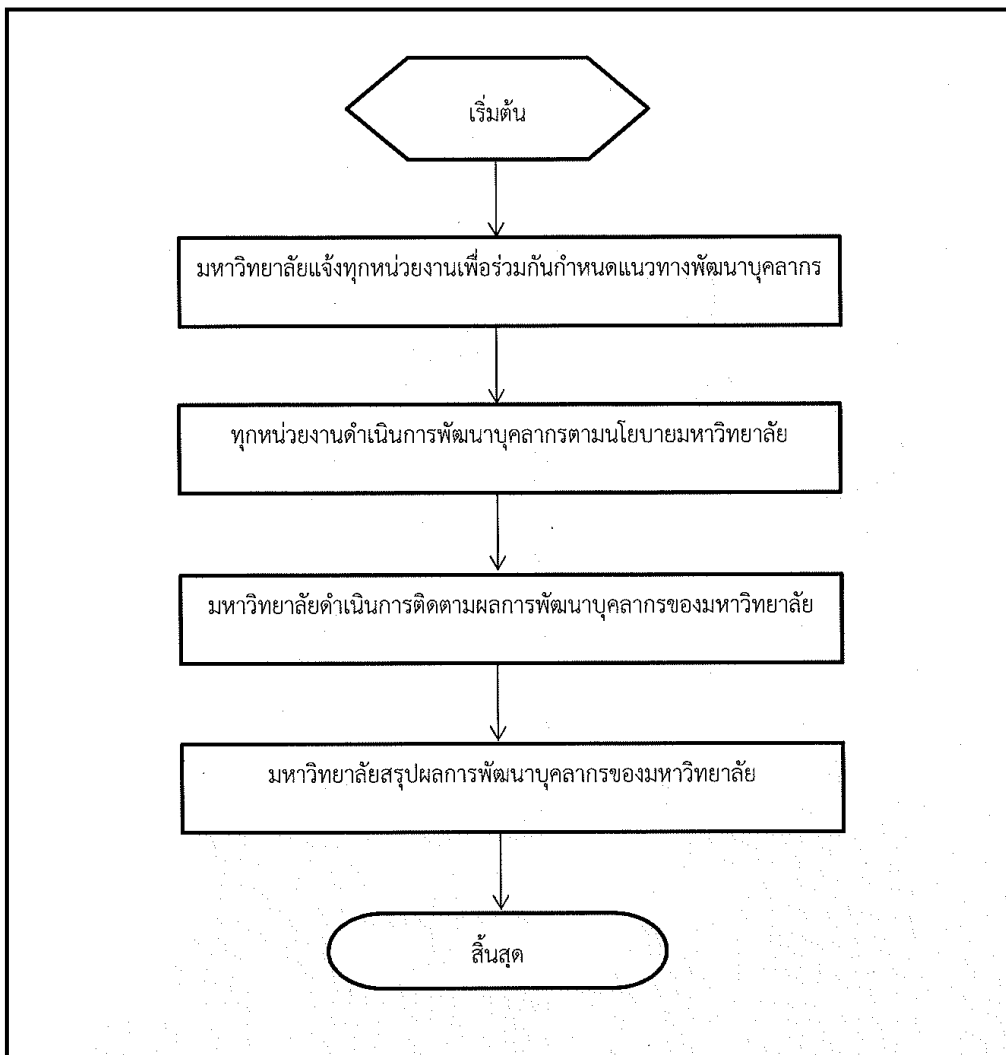 เริ่มต้น
มหาวิทยาลัยแจ้งทุกหน่วยงานเพื่อร่วมกันกำหนดแนวทางพัฒนาบุคลากร
ทุกหน่วยงานดำเนินการพัฒนาบุคลากรตามนโยบายมหาวิทยาลัย
มหาวิทยาลัยดำเนินการติดตามผลการพัฒนาบุคลากรของมหาวิทยาลัย
มหาวิทยาลัยสรุปผลการพัฒนาบุคลากรของมหาวิทยาลัย
สิ้นสุด